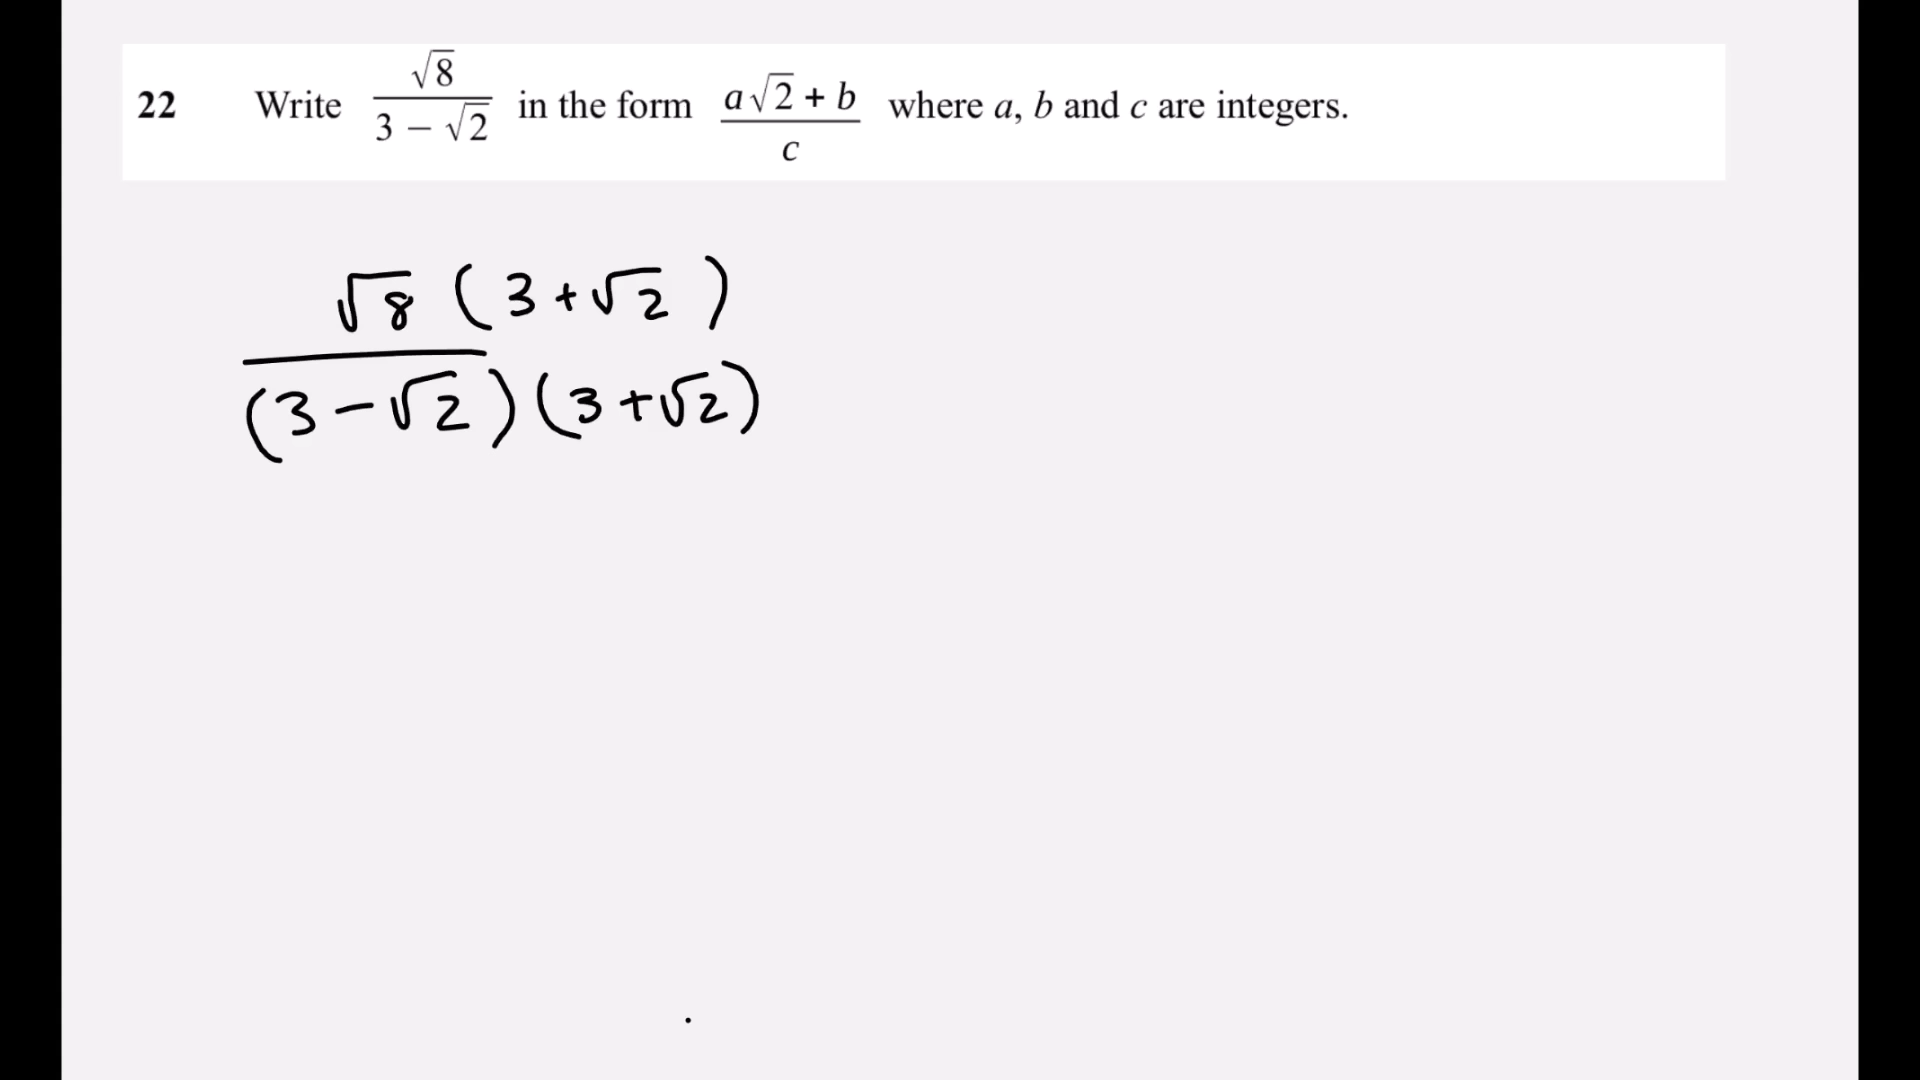 22 Write √8 / (3 − √2) in the form (a√2 + b) / c where a, b and c are integers.
√8 (3 + √2)
(3 − √2)(3 + √2)